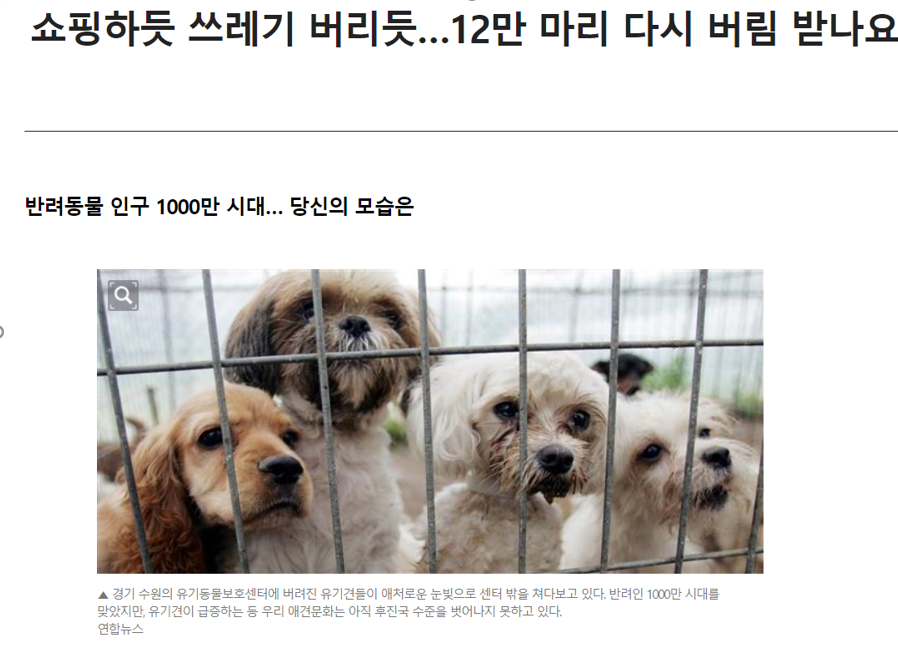 쇼핑하듯 쓰레기 버리듯...12만 마리 다시 버림 받나요
반려동물 인구 1000만 시대... 당신의 모습은
▲ 경기 수원의 유기동물보호센터에 버려진 유기견들이 애처로운 눈빛으로 센터 밖을 쳐다보고 있다. 반려인 1000만 시대를
맞았지만, 유기견이 급증하는 등 우리 애견문화는 아직 후진국 수준을 벗어나지 못하고 있다.
연합뉴스